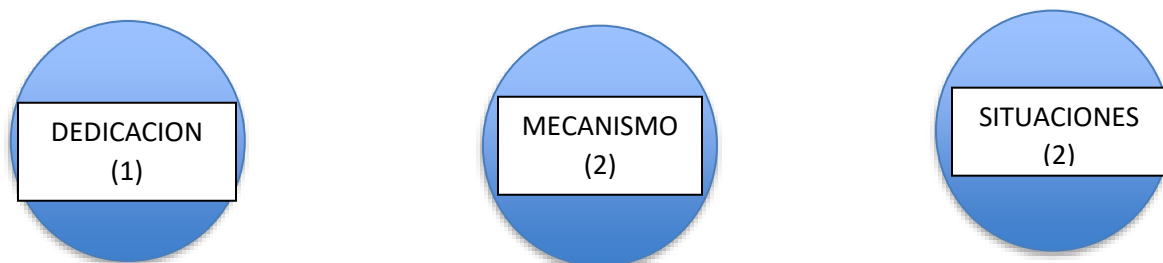 DEDICACION
(1)
MECANISMO
(2)
SITUACIONES
(2)